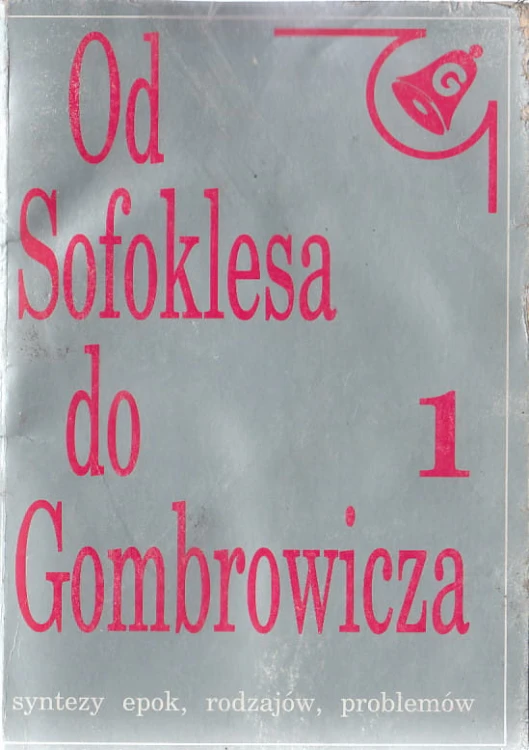 G
Od
Sofoklesa
do
1
Gombrowicza
syntezy epok, rodzajów, problemów